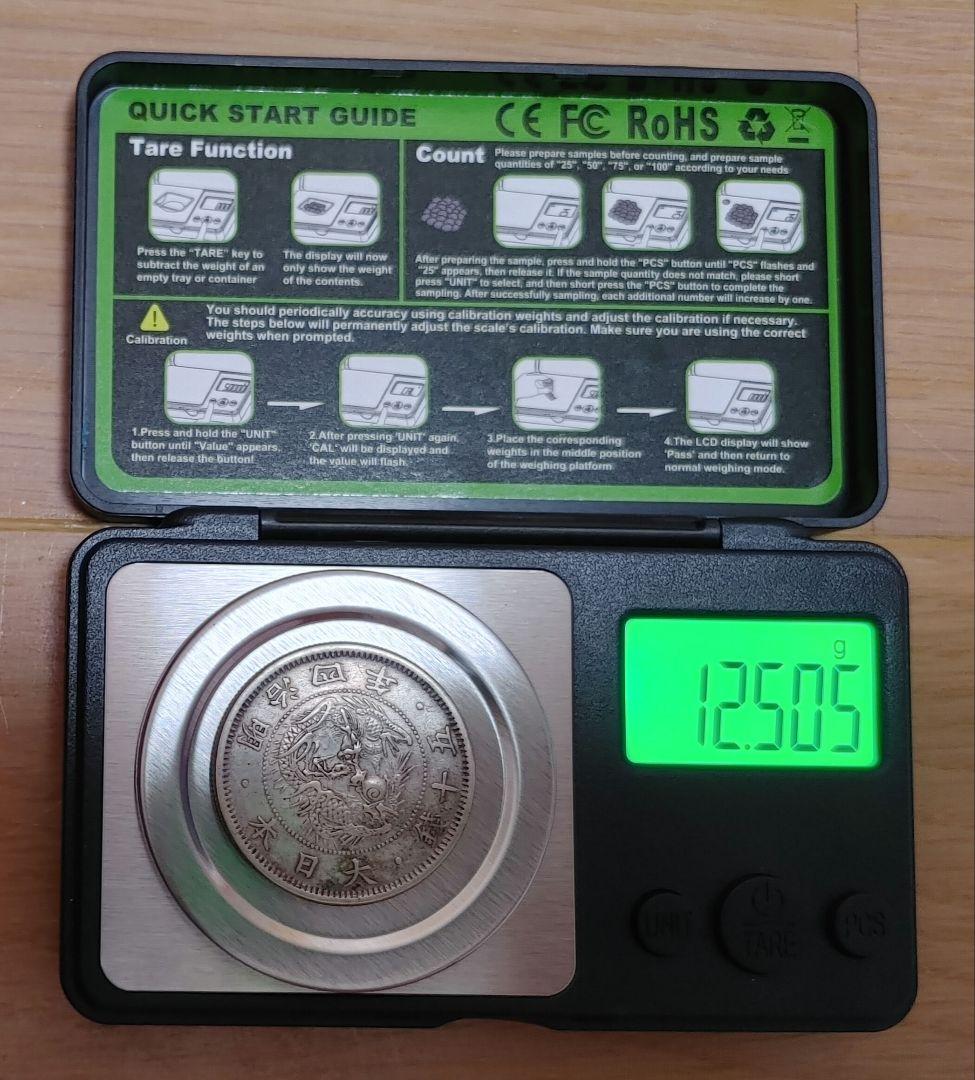 QUICK START GUIDE
CE FC RoHS
Tare Function
Press the "TARE" key to
subtract the weight of an
empty tray or container
The display will now
only show the weight
of the contents.
Count
Please prepare samples before counting, and prepare sample
quantities of "25", "50", "75", or "100" according to your needs
After preparing the sample, press and hold the "PCS" button until "PCS" flashes and
"25" appears, then release it. If the sample quantity does not match, please short
press "UNIT" to select, and then short press the "PCS" button to complete the
sampling. After successfully sampling, each additional number will increase by one.
Calibration
You should periodically accuracy using calibration weights and adjust the calibration if necessary.
The steps below will permanently adjust the scale's calibration. Make sure you are using the correct
weights when prompted.
1.Press and hold the "UNIT"
button until "Value" appears,
then release the button!
2.After pressing 'UNIT' again,
'CAL' will be displayed and
the value will flash.
3.Place the corresponding
weights in the middle position
of the weighing platform
4.The LCD display will show
'Pass' and then return to
normal weighing mode.
大日本
明治四年
五十錢
g
12.505
UNIT
TARE
PCS